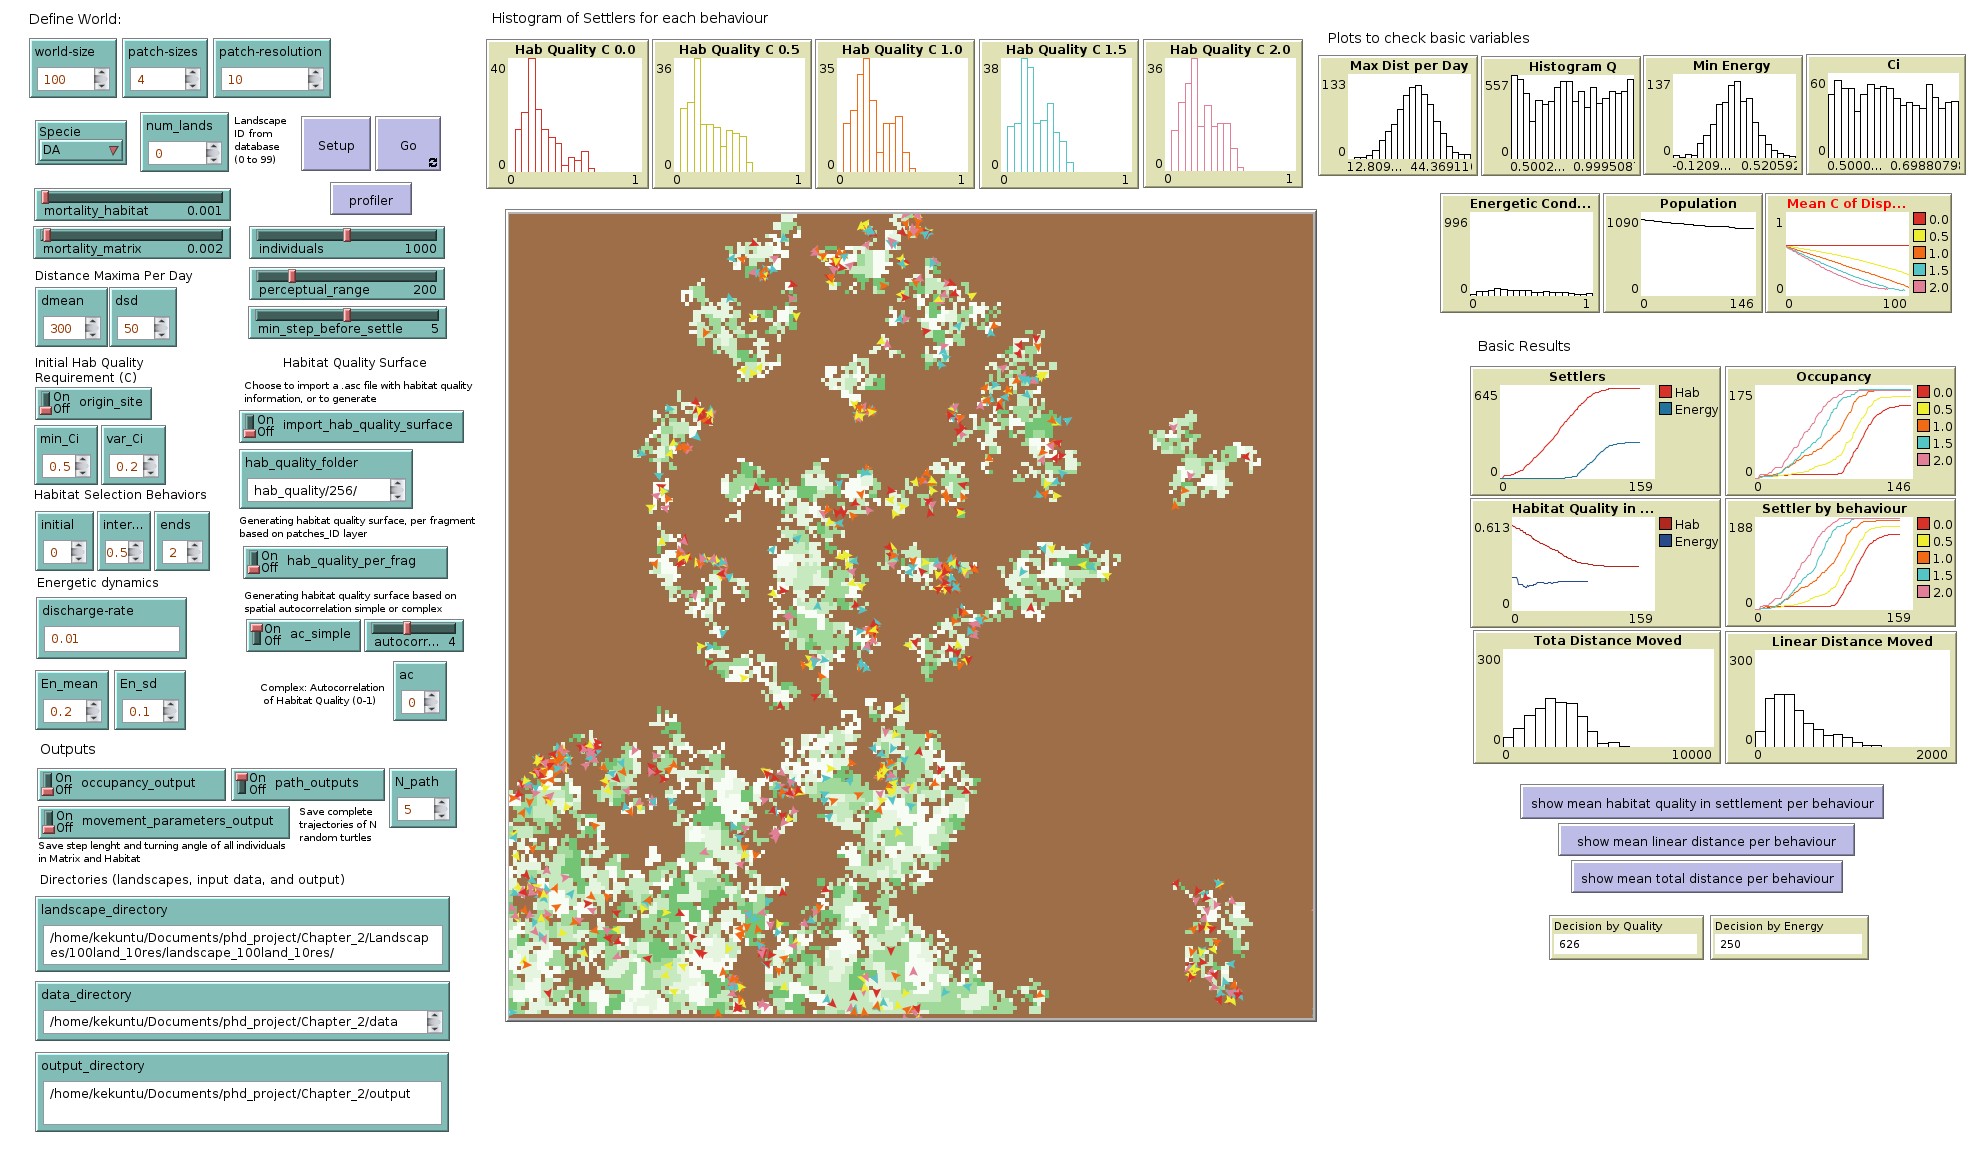 Define World:
world-size
100
patch-sizes
4
patch-resolution
10
Specie
DA
num_lands
0
Landscape
ID from
database
(0 to 99)
Setup
Go
profiler
mortality_habitat 0.001
mortality_matrix 0.002
individuals 1000
perceptual_range 200
min_step_before_settle 5
Distance Maxima Per Day
dmean
300
dsd
50
Initial Hab Quality
Requirement (C)
On
Off
origin_site
min_Ci
0.5
var_Ci
0.2
Habitat Selection Behaviors
initial
0
inter...
0.5
ends
2
Energetic dynamics
discharge-rate
0.01
En_mean
0.2
En_sd
0.1
Habitat Quality Surface
Choose to import a .asc file with habitat quality
information, or to generate
On
Off
import_hab_quality_surface
hab_quality_folder
hab_quality/256/
Generating habitat quality surface, per fragment
based on patches_ID layer
On
Off
hab_quality_per_frag
Generating habitat quality surface based on
spatial autocorrelation simple or complex
On
Off
ac_simple
autocorr... 4
Complex: Autocorrelation
of Habitat Quality (0-1)
ac
0
Outputs
On
Off
occupancy_output
On
Off
path_outputs
N_path
5
On
Off
movement_parameters_output
Save complete
trajectories of N
random turtles
Save step lenght and turning angle of all individuals
in Matrix and Habitat
Directories (landscapes, input data, and output)
landscape_directory
/home/kekuntu/Documents/phd_project/Chapter_2/Landscap
es/100land_10res/landscape_100land_10res/
data_directory
/home/kekuntu/Documents/phd_project/Chapter_2/data
output_directory
/home/kekuntu/Documents/phd_project/Chapter_2/output
Histogram of Settlers for each behaviour
Hab Quality C 0.0
40
0
0 1
Hab Quality C 0.5
36
0
0 1
Hab Quality C 1.0
35
0
0 1
Hab Quality C 1.5
38
0
0 1
Hab Quality C 2.0
36
0
0 1
Plots to check basic variables
Max Dist per Day
133
0
12.809... 44.36911
Histogram Q
557
0
0.5002... 0.999508
Min Energy
137
0
-0.1209... 0.520592
Ci
60
0
0.5000... 0.6988079
Energetic Cond...
996
0
0 1
Population
1090
0
0 146
Mean C of Disp...
1
0
0 100
0.0
0.5
1.0
1.5
2.0
Basic Results
Settlers
645
0
0 159
Hab
Energy
Occupancy
175
0
0 146
0.0
0.5
1.0
1.5
2.0
Habitat Quality in ...
0.613
0
0 159
Hab
Energy
Settler by behaviour
188
0
0 159
0.0
0.5
1.0
1.5
2.0
Tota Distance Moved
300
0
0 10000
Linear Distance Moved
300
0
0 2000
show mean habitat quality in settlement per behaviour
show mean linear distance per behaviour
show mean total distance per behaviour
Decision by Quality
626
Decision by Energy
250